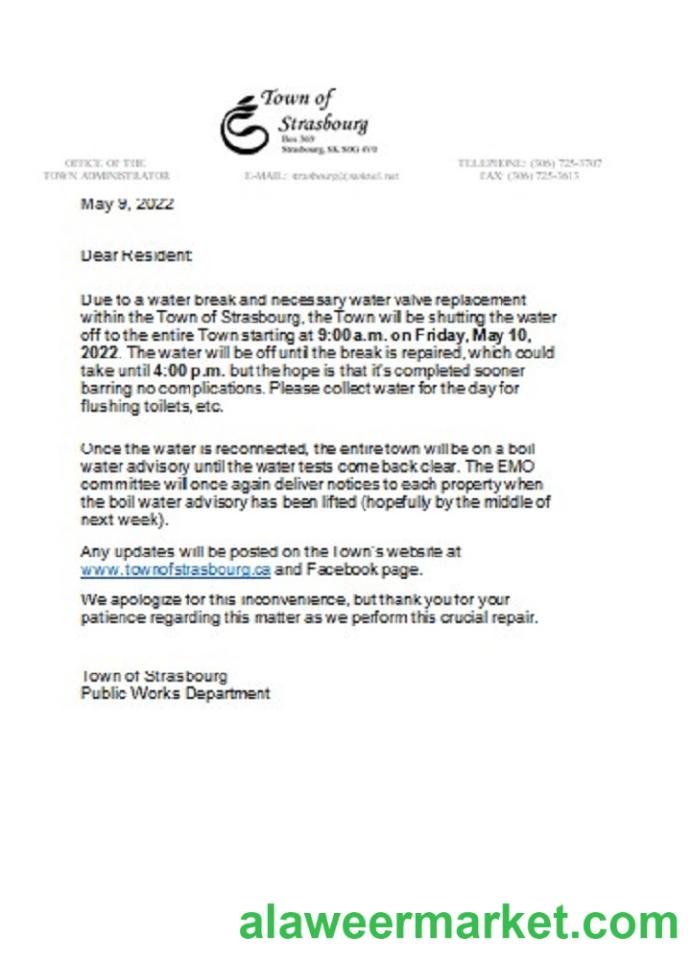 Town of
Strasbourg
Box 369
Strasbourg, SK. S0G 4V0
OFFICE OF THE
TOWN ADMINISTRATOR
E-MAIL: strasbourg@sasktel.net
TELEPHONE: (306) 725-3707
FAX: (306) 725-3613
May 9, 2022
Dear Resident
Due to a water break and necessary water valve replacement
within the Town of Strasbourg, the Town will be shutting the water
off to the entire Town starting at 9:00 a.m. on Friday, May 10,
2022. The water will be off until the break is repaired, which could
take until 4:00 p.m. but the hope is that it's completed sooner
barring no complications. Please collect water for the day for
flushing toilets, etc.
Once the water is reconnected, the entire town will be on a boil
water advisory until the water tests come back clear. The EMO
committee will once again deliver notices to each property when
the boil water advisory has been lifted (hopefully by the middle of
next week).
Any updates will be posted on the Town's website at
www.townofstrasbourg.ca and Facebook page.
We apologize for this inconvenience, but thank you for your
patience regarding this matter as we perform this crucial repair.
Town of Strasbourg
Public Works Department
alaweermarket.com